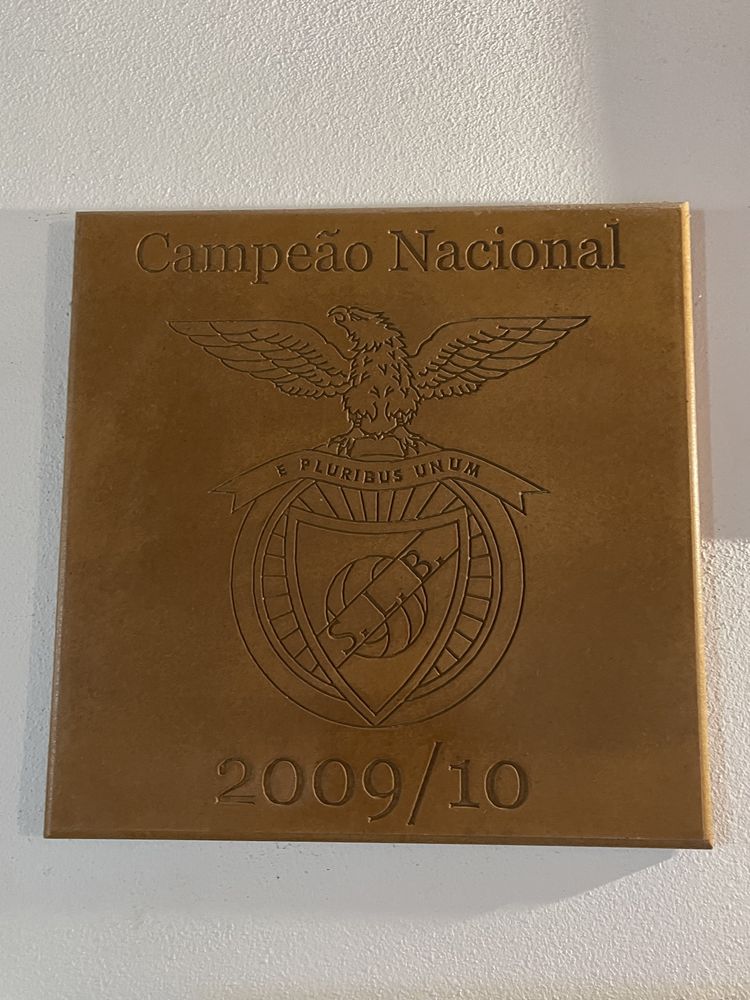 Campeão Nacional
E PLURIBUS UNUM
S.L.B.
2009/10